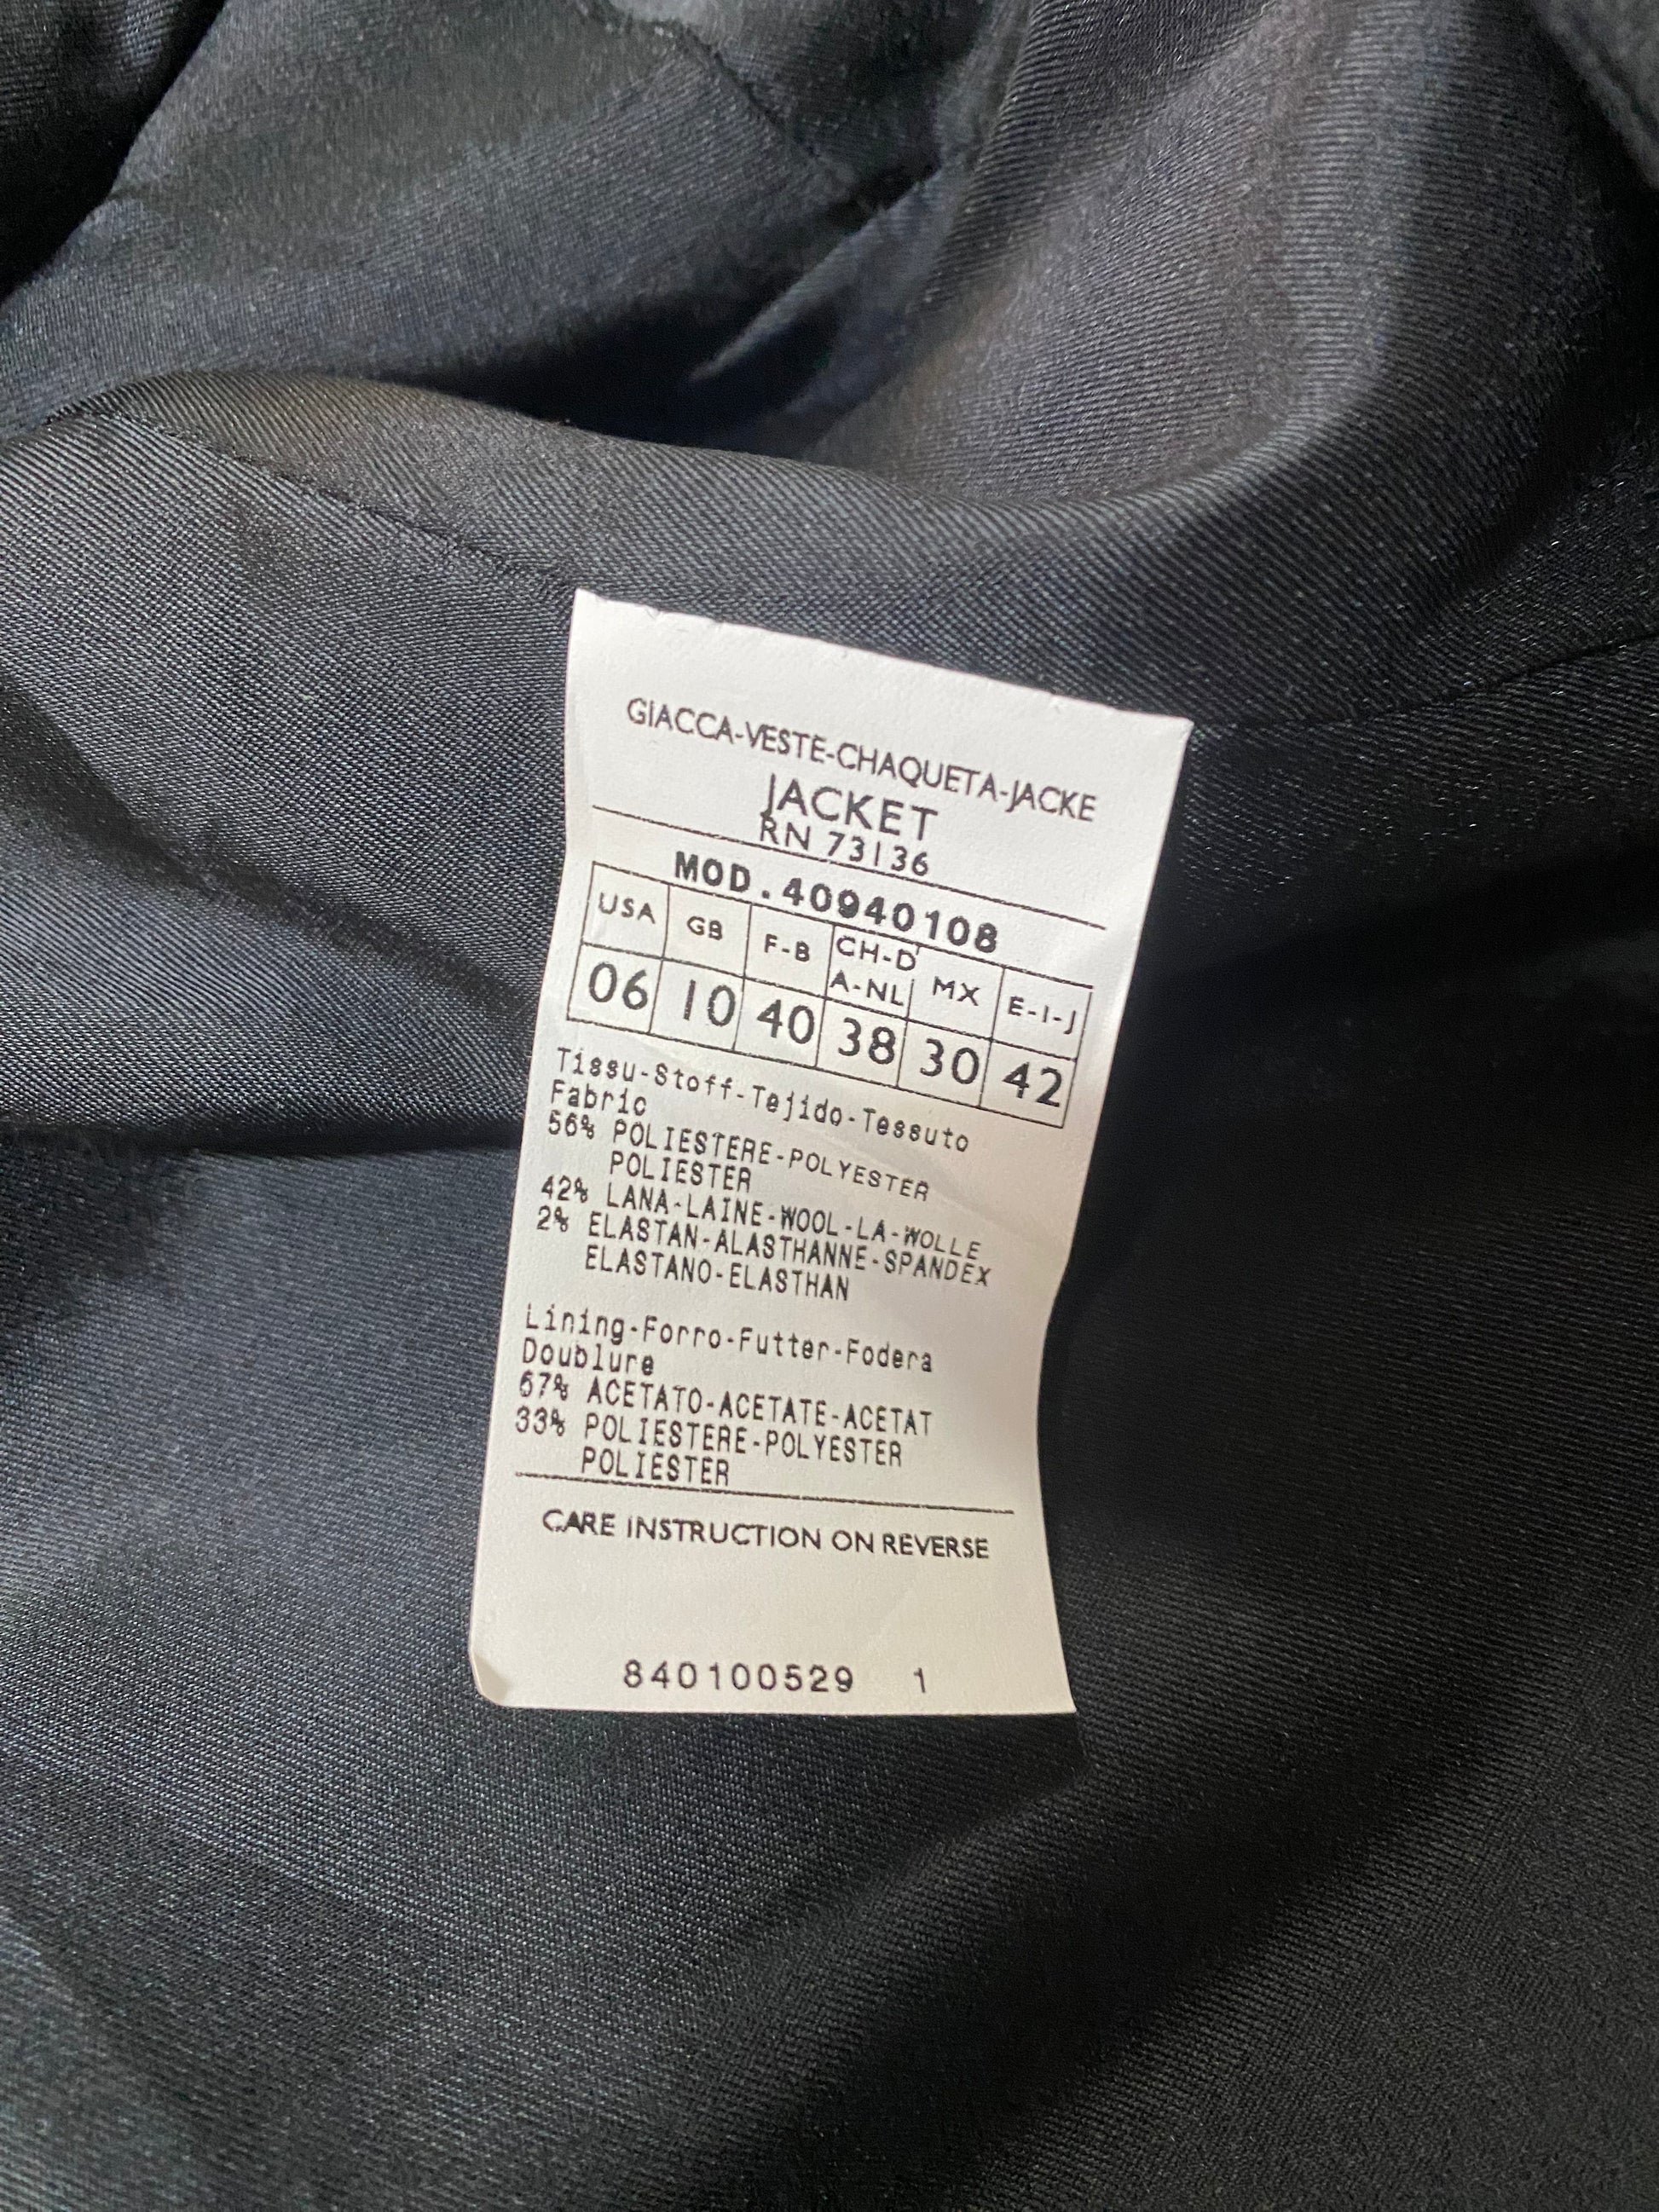 GIACCA-VESTE-CHAQUETA-JACKE
JACKET
RN 73136
MOD.40940108
USA GB F-B CH-D A-NL MX E-I-J
06 10 40 38 30 42
Tissu-Stoff-Tejido-Tessuto
Fabric
56% POLIESTERE-POLYESTER
POLIESTER
42% LANA-LAINE-WOOL-LA-WOLLE
2% ELASTAN-ALASTHANNE-SPANDEX
ELASTANO-ELASTHAN
Lining-Forro-Futter-Fodera
Doublure
67% ACETATO-ACETATE-ACETAT
33% POLIESTERE-POLYESTER
POLIESTER
CARE INSTRUCTION ON REVERSE
840100529 1